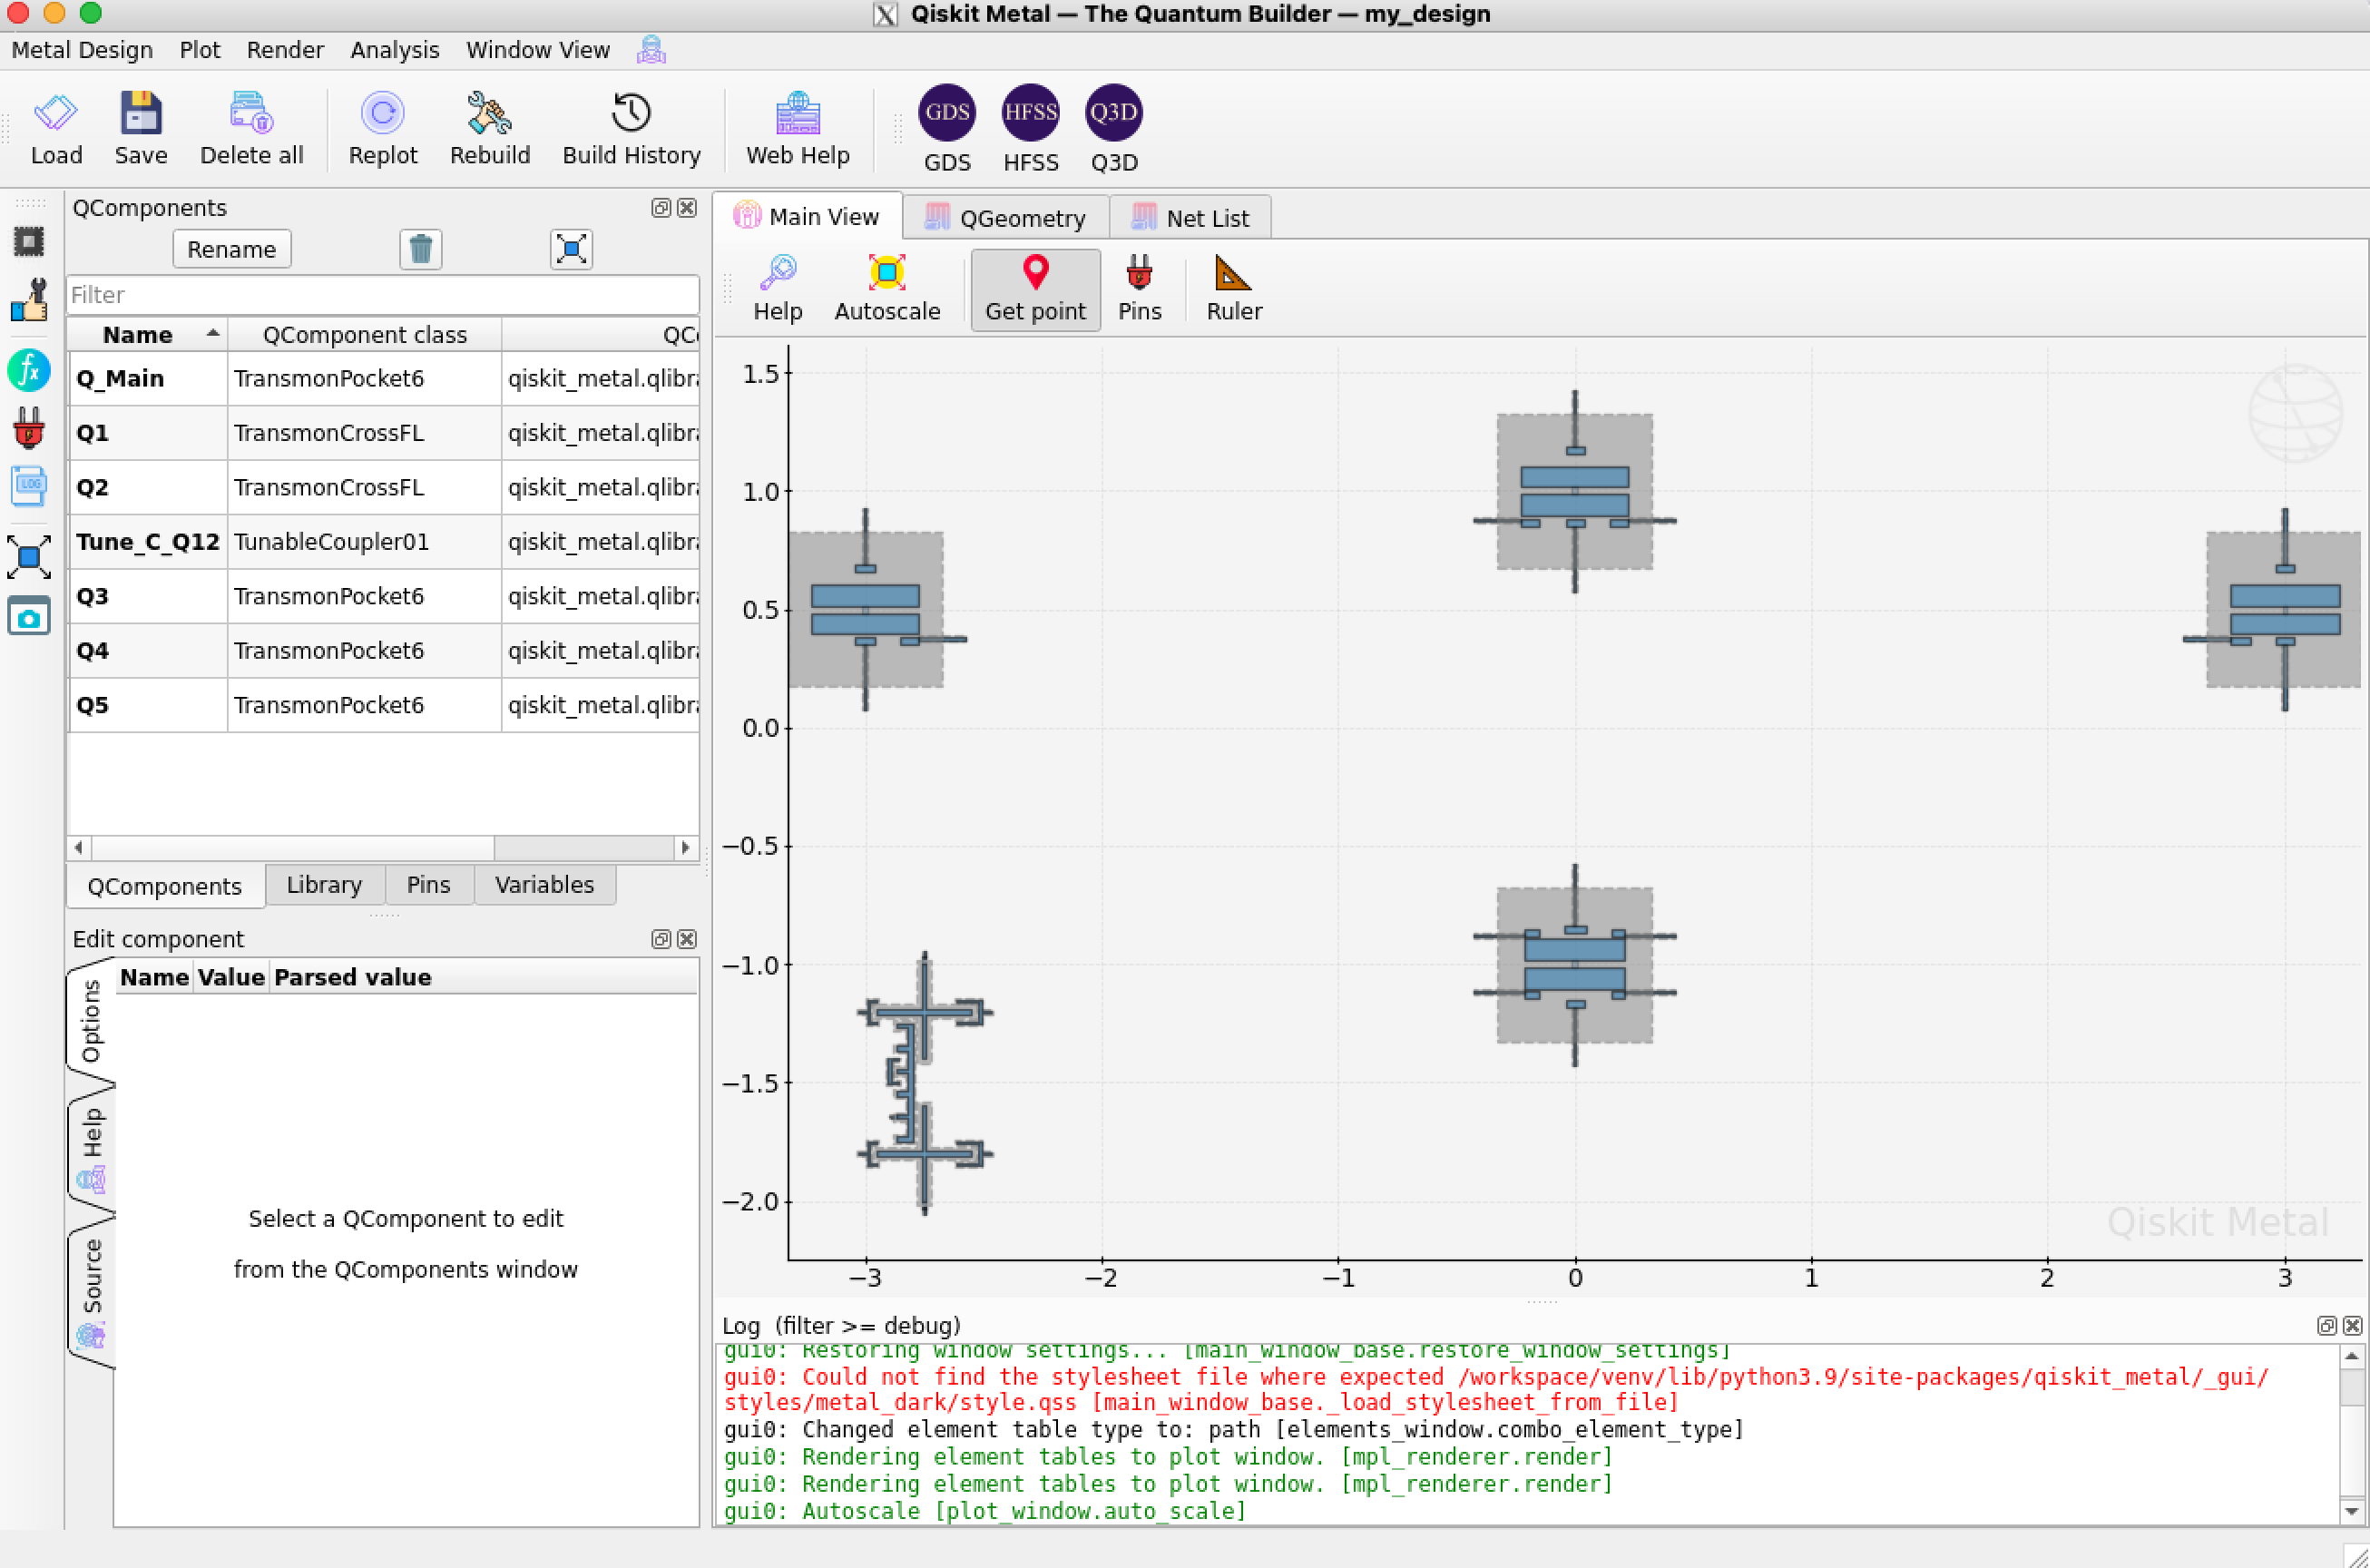 Qiskit Metal — The Quantum Builder — my_design
Metal Design Plot Render Analysis Window View
Load Save Delete all Replot Rebuild Build History Web Help
GDS HFSS Q3D
GDS HFSS Q3D
QComponents
Rename
Filter
Name QComponent class QC
Q_Main TransmonPocket6 qiskit_metal.qlibr
Q1 TransmonCrossFL qiskit_metal.qlibr
Q2 TransmonCrossFL qiskit_metal.qlibr
Tune_C_Q12 TunableCoupler01 qiskit_metal.qlibr
Q3 TransmonPocket6 qiskit_metal.qlibr
Q4 TransmonPocket6 qiskit_metal.qlibr
Q5 TransmonPocket6 qiskit_metal.qlibr
QComponents Library Pins Variables
fx
LOG
Edit component
Options
Help
Source
Name Value Parsed value
Select a QComponent to edit
from the QComponents window
Main View QGeometry Net List
Help Autoscale Get point Pins Ruler
1.5
1.0
0.5
0.0
−0.5
−1.0
−1.5
−2.0
−3 −2 −1 0 1 2 3
Qiskit Metal
Log (filter >= debug)
gui0: Restoring window settings... [main_window_base.restore_window_settings]
gui0: Could not find the stylesheet file where expected /workspace/venv/lib/python3.9/site-packages/qiskit_metal/_gui/
styles/metal_dark/style.qss [main_window_base._load_stylesheet_from_file]
gui0: Changed element table type to: path [elements_window.combo_element_type]
gui0: Rendering element tables to plot window. [mpl_renderer.render]
gui0: Rendering element tables to plot window. [mpl_renderer.render]
gui0: Autoscale [plot_window.auto_scale]